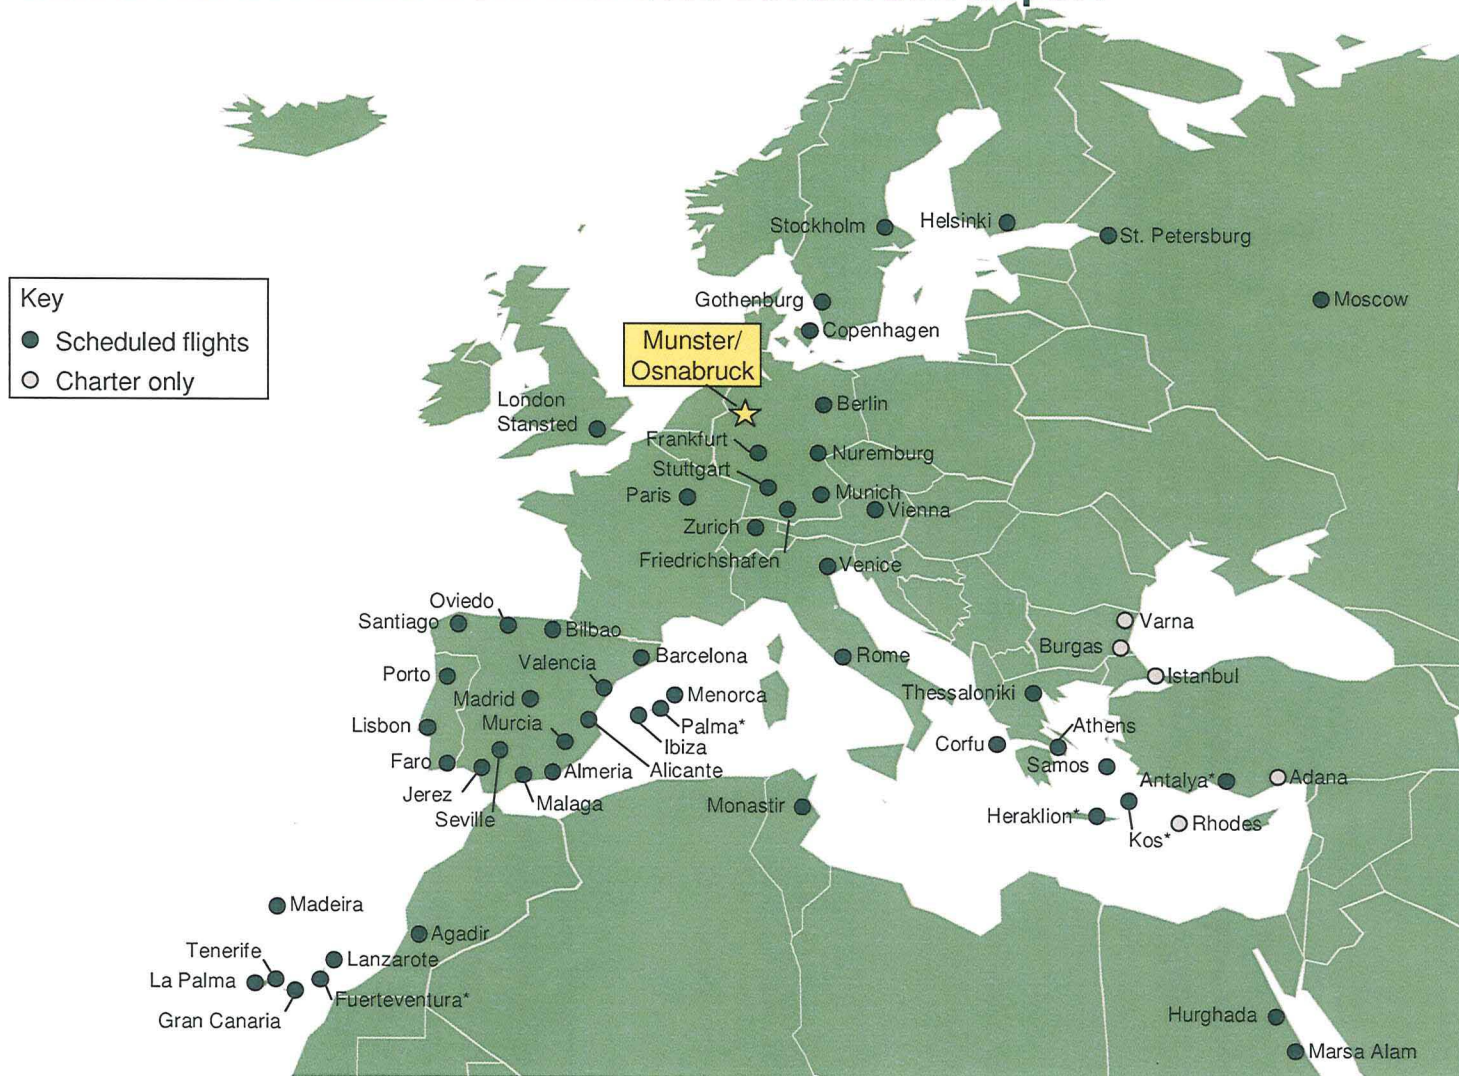 Key
Scheduled flights
Charter only
Stockholm
Helsinki
St. Petersburg
Moscow
Gothenburg
Copenhagen
Munster/
Osnabruck
London
Stansted
Berlin
Frankfurt
Nuremburg
Stuttgart
Paris
Munich
Vienna
Zurich
Friedrichshafen
Venice
Oviedo
Santiago
Bilbao
Varna
Burgas
Valencia
Barcelona
Rome
Istanbul
Porto
Madrid
Menorca
Thessaloniki
Murcia
Palma*
Lisbon
Ibiza
Athens
Corfu
Faro
Almeria
Alicante
Samos
Antalya*
Adana
Jerez
Malaga
Monastir
Seville
Heraklion*
Rhodes
Kos*
Madeira
Agadir
Tenerife
Lanzarote
La Palma
Fuerteventura*
Gran Canaria
Hurghada
Marsa Alam